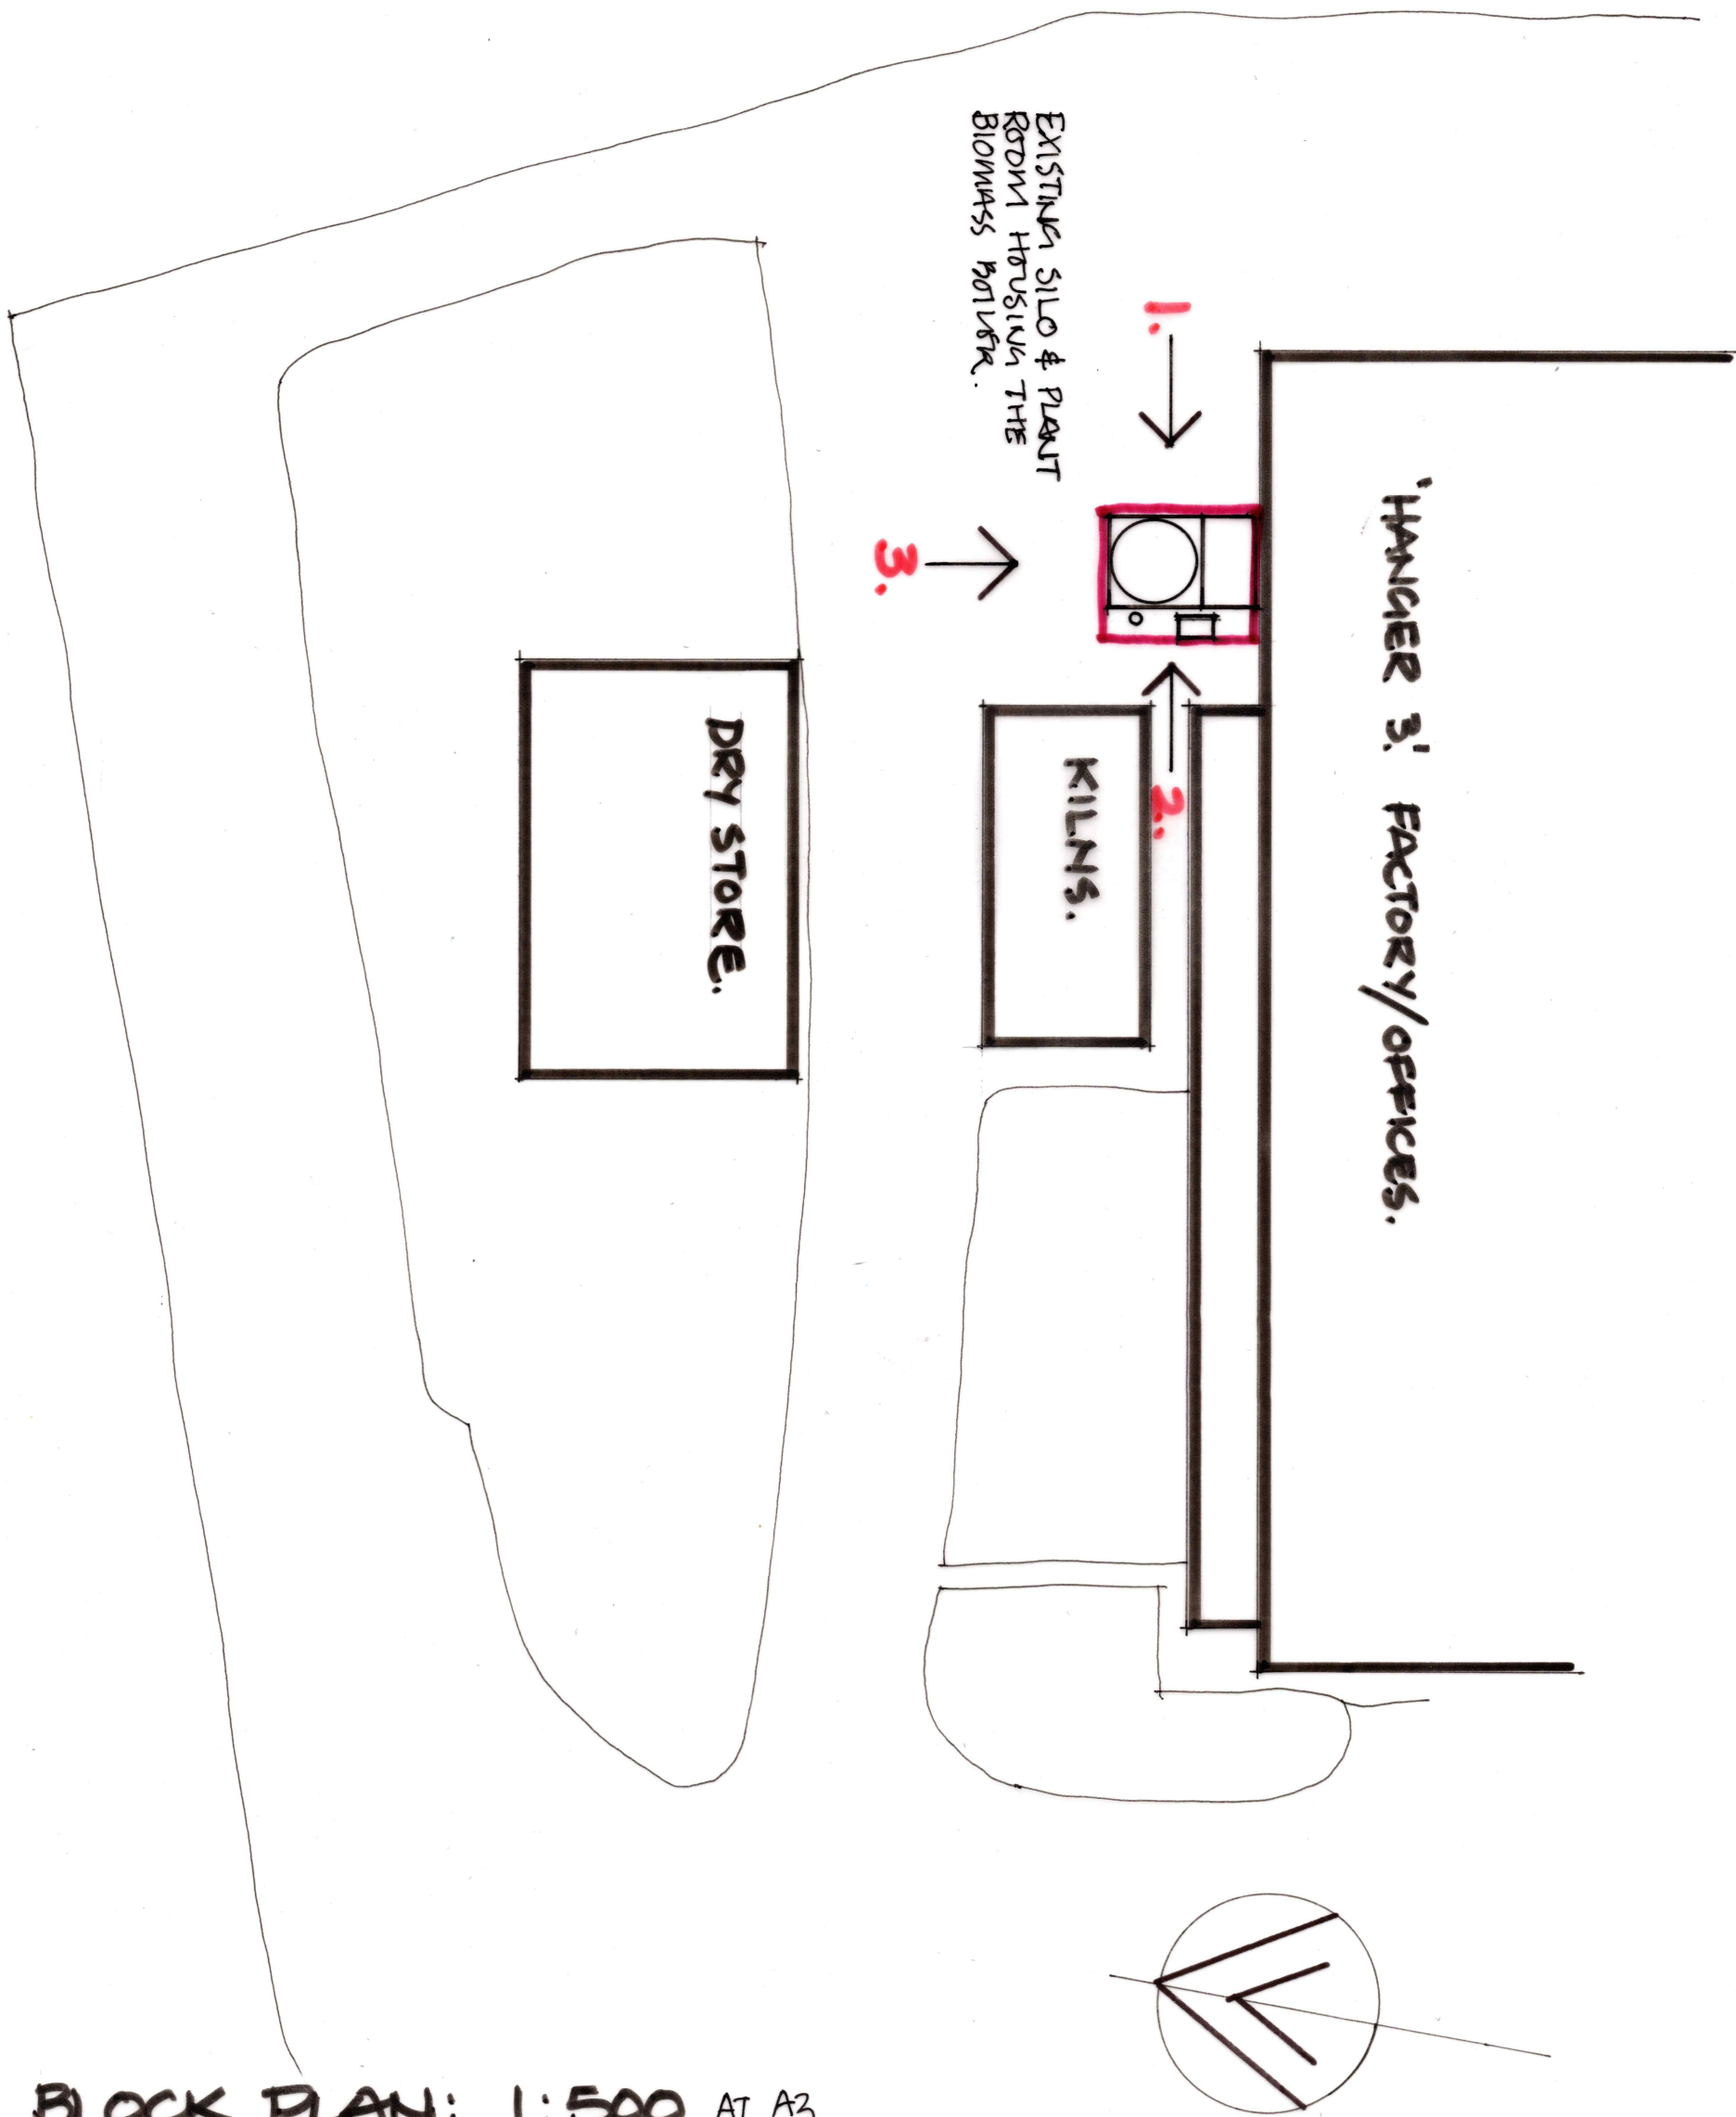 EXISTING SILO & PLANT
ROOM HOUSING THE
BIOMASS BOILER.
1.
3.
2.
'HANGER 3'. FACTORY/OFFICES.
KILNS.
DRY STORE.
BLOCK PLAN: 1:500 AT A3